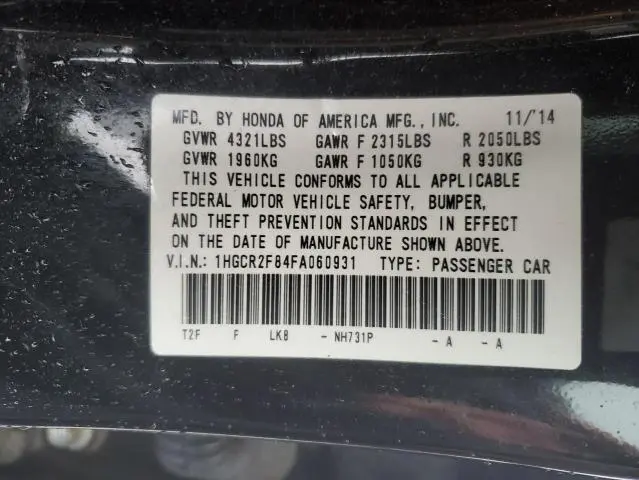 MFD. BY HONDA OF AMERICA MFG., INC. 11/'14
GVWR 4321LBS GAWR F 2315LBS R 2050LBS
GVWR 1960KG GAWR F 1050KG R 930KG
THIS VEHICLE CONFORMS TO ALL APPLICABLE
FEDERAL MOTOR VEHICLE SAFETY, BUMPER,
AND THEFT PREVENTION STANDARDS IN EFFECT
ON THE DATE OF MANUFACTURE SHOWN ABOVE.
V.I.N.: 1HGCR2F84FA060931 TYPE: PASSENGER CAR
T2F F LKB - NH731P - A - A